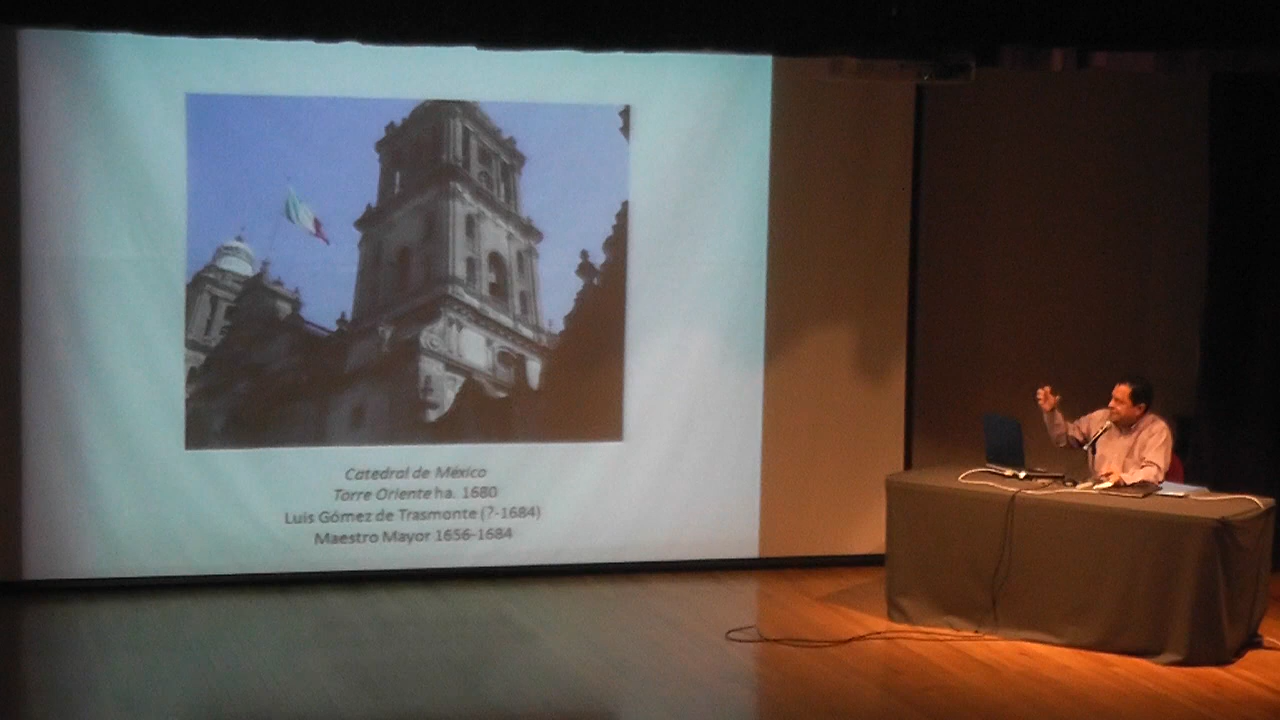 Catedral de México
Torre Oriente ha. 1680
Luis Gómez de Trasmonte (?-1684)
Maestro Mayor 1656-1684